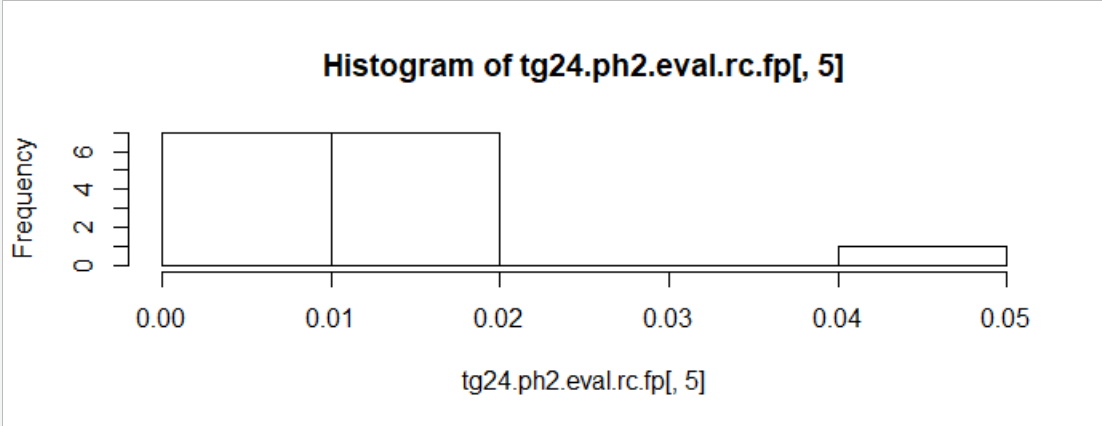 Histogram of tg24.ph2.eval.rc.fp[, 5]
Frequency
6
4
2
0
0.00 0.01 0.02 0.03 0.04 0.05
tg24.ph2.eval.rc.fp[, 5]